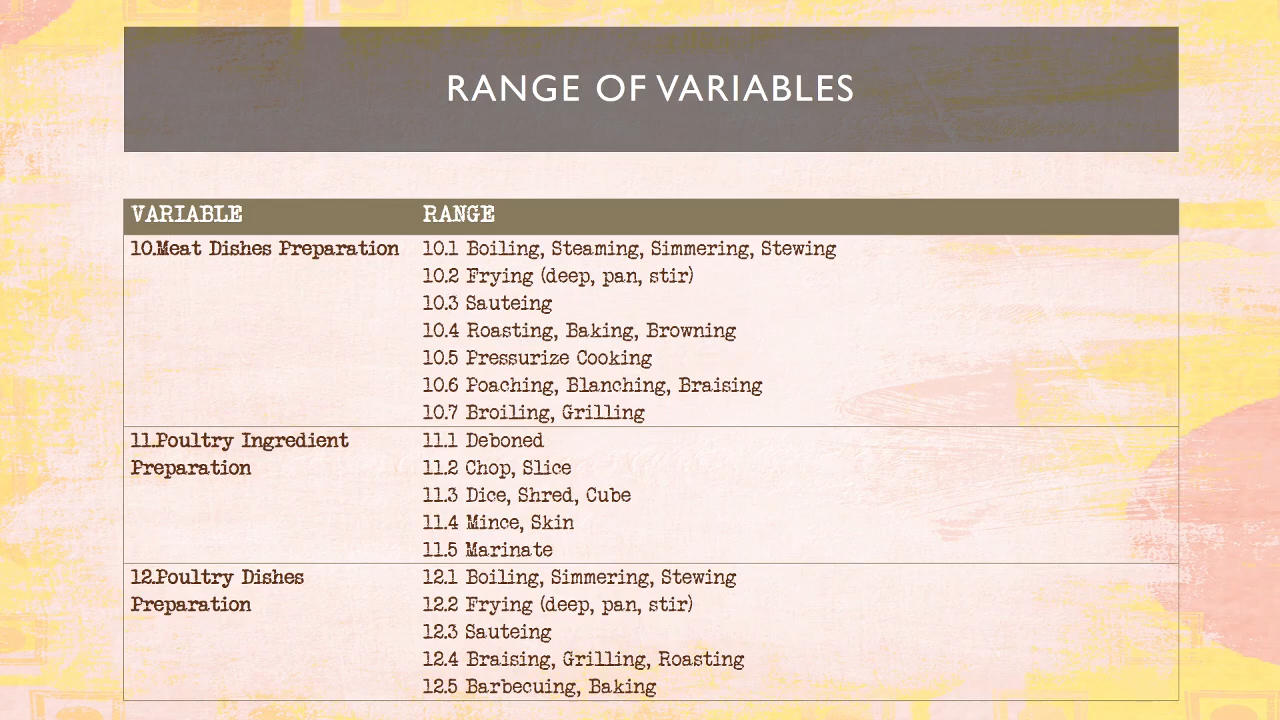 RANGE OF VARIABLES
VARIABLE RANGE
10.Meat Dishes Preparation 10.1 Boiling, Steaming, Simmering, Stewing
10.2 Frying (deep, pan, stir)
10.3 Sauteing
10.4 Roasting, Baking, Browning
10.5 Pressurize Cooking
10.6 Poaching, Blanching, Braising
10.7 Broiling, Grilling
11.Poultry Ingredient 11.1 Deboned
Preparation 11.2 Chop, Slice
11.3 Dice, Shred, Cube
11.4 Mince, Skin
11.5 Marinate
12.Poultry Dishes 12.1 Boiling, Simmering, Stewing
Preparation 12.2 Frying (deep, pan, stir)
12.3 Sauteing
12.4 Braising, Grilling, Roasting
12.5 Barbecuing, Baking